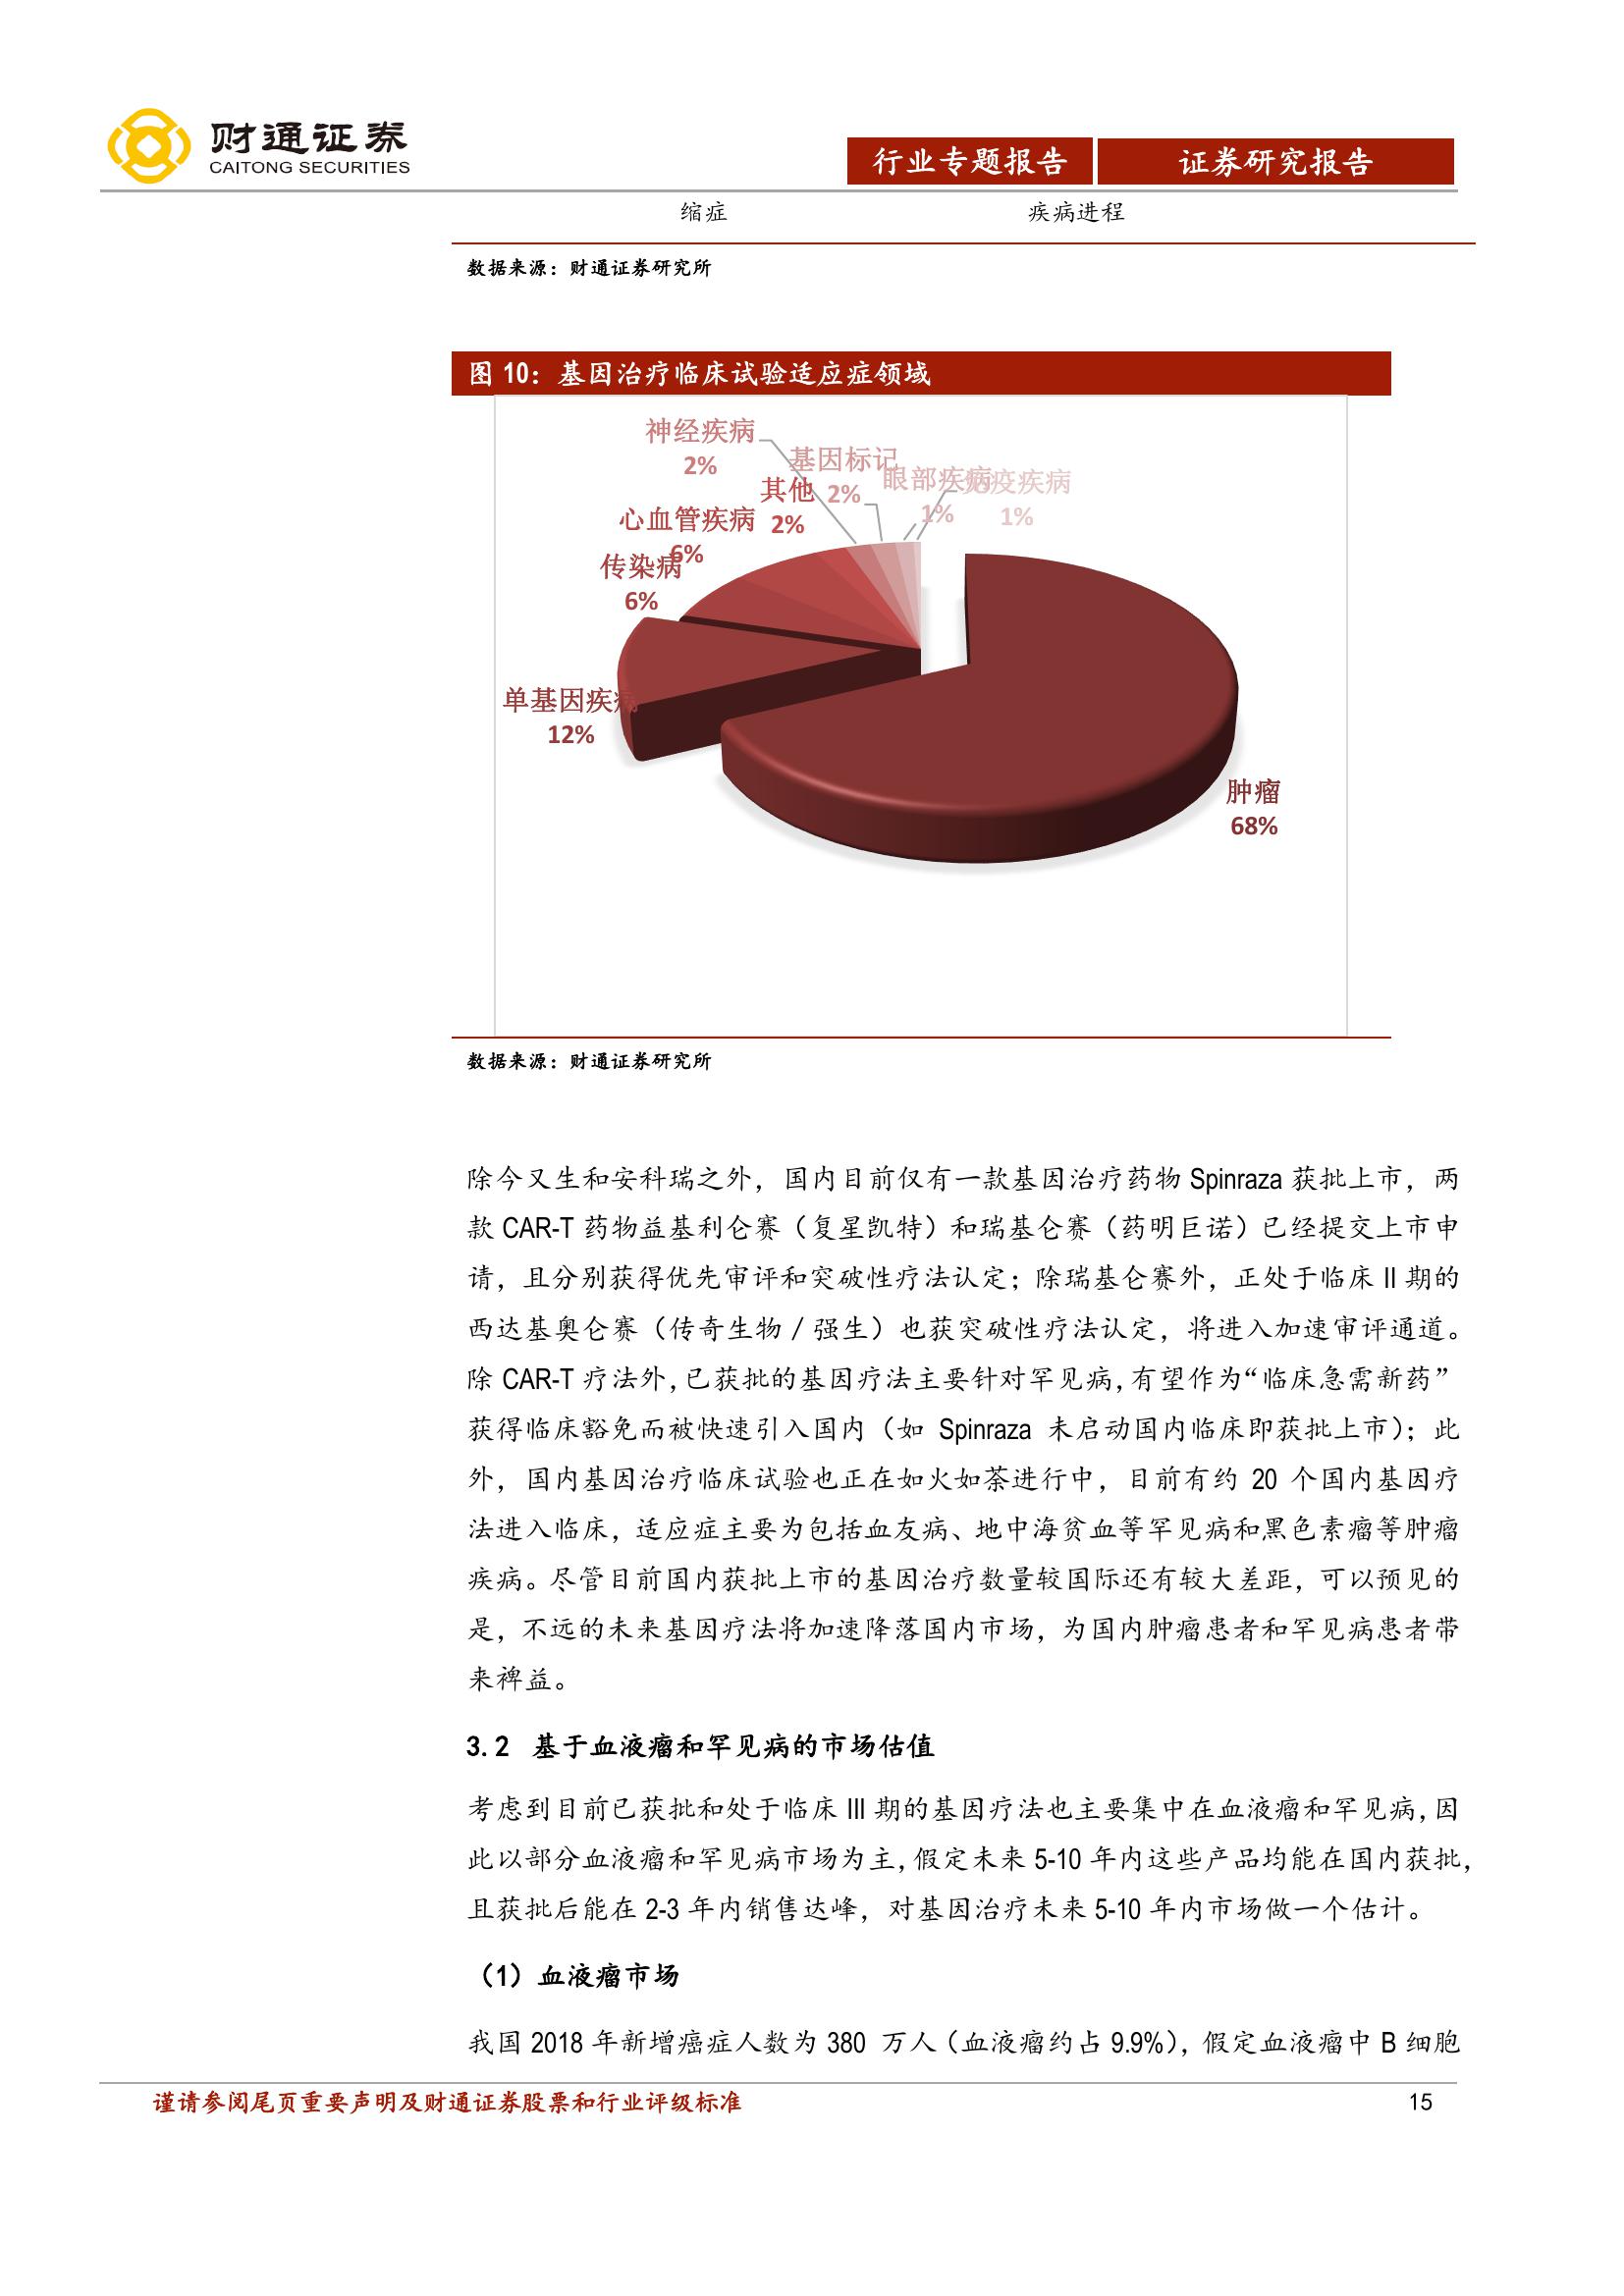 财通证券
CAITONG SECURITIES
行业专题报告 证券研究报告
缩症 疾病进程
数据来源：财通证券研究所
图 10：基因治疗临床试验适应症领域
神经疾病
2%
基因标记
2%
眼部疾病
1%
免疫疾病
1%
其他
2%
心血管疾病
6%
传染病
6%
单基因疾病
12%
肿瘤
68%
数据来源：财通证券研究所
除今又生和安科瑞之外，国内目前仅有一款基因治疗药物 Spinraza 获批上市，两
款 CAR-T 药物益基利仑赛（复星凯特）和瑞基仑赛（药明巨诺）已经提交上市申
请，且分别获得优先审评和突破性疗法认定；除瑞基仑赛外，正处于临床 II 期的
西达基奥仑赛（传奇生物／强生）也获突破性疗法认定，将进入加速审评通道。
除 CAR-T 疗法外，已获批的基因疗法主要针对罕见病，有望作为“临床急需新药”
获得临床豁免而被快速引入国内（如 Spinraza 未启动国内临床即获批上市）；此
外，国内基因治疗临床试验也正在如火如荼进行中，目前有约 20 个国内基因疗
法进入临床，适应症主要为包括血友病、地中海贫血等罕见病和黑色素瘤等肿瘤
疾病。尽管目前国内获批上市的基因治疗数量较国际还有较大差距，可以预见的
是，不远的未来基因疗法将加速降落国内市场，为国内肿瘤患者和罕见病患者带
来裨益。
3.2 基于血液瘤和罕见病的市场估值
考虑到目前已获批和处于临床 III 期的基因疗法也主要集中在血液瘤和罕见病，因
此以部分血液瘤和罕见病市场为主，假定未来 5-10 年内这些产品均能在国内获批，
且获批后能在 2-3 年内销售达峰，对基因治疗未来 5-10 年内市场做一个估计。
（1）血液瘤市场
我国 2018 年新增癌症人数为 380 万人（血液瘤约占 9.9%），假定血液瘤中 B 细胞
谨请参阅尾页重要声明及财通证券股票和行业评级标准 15